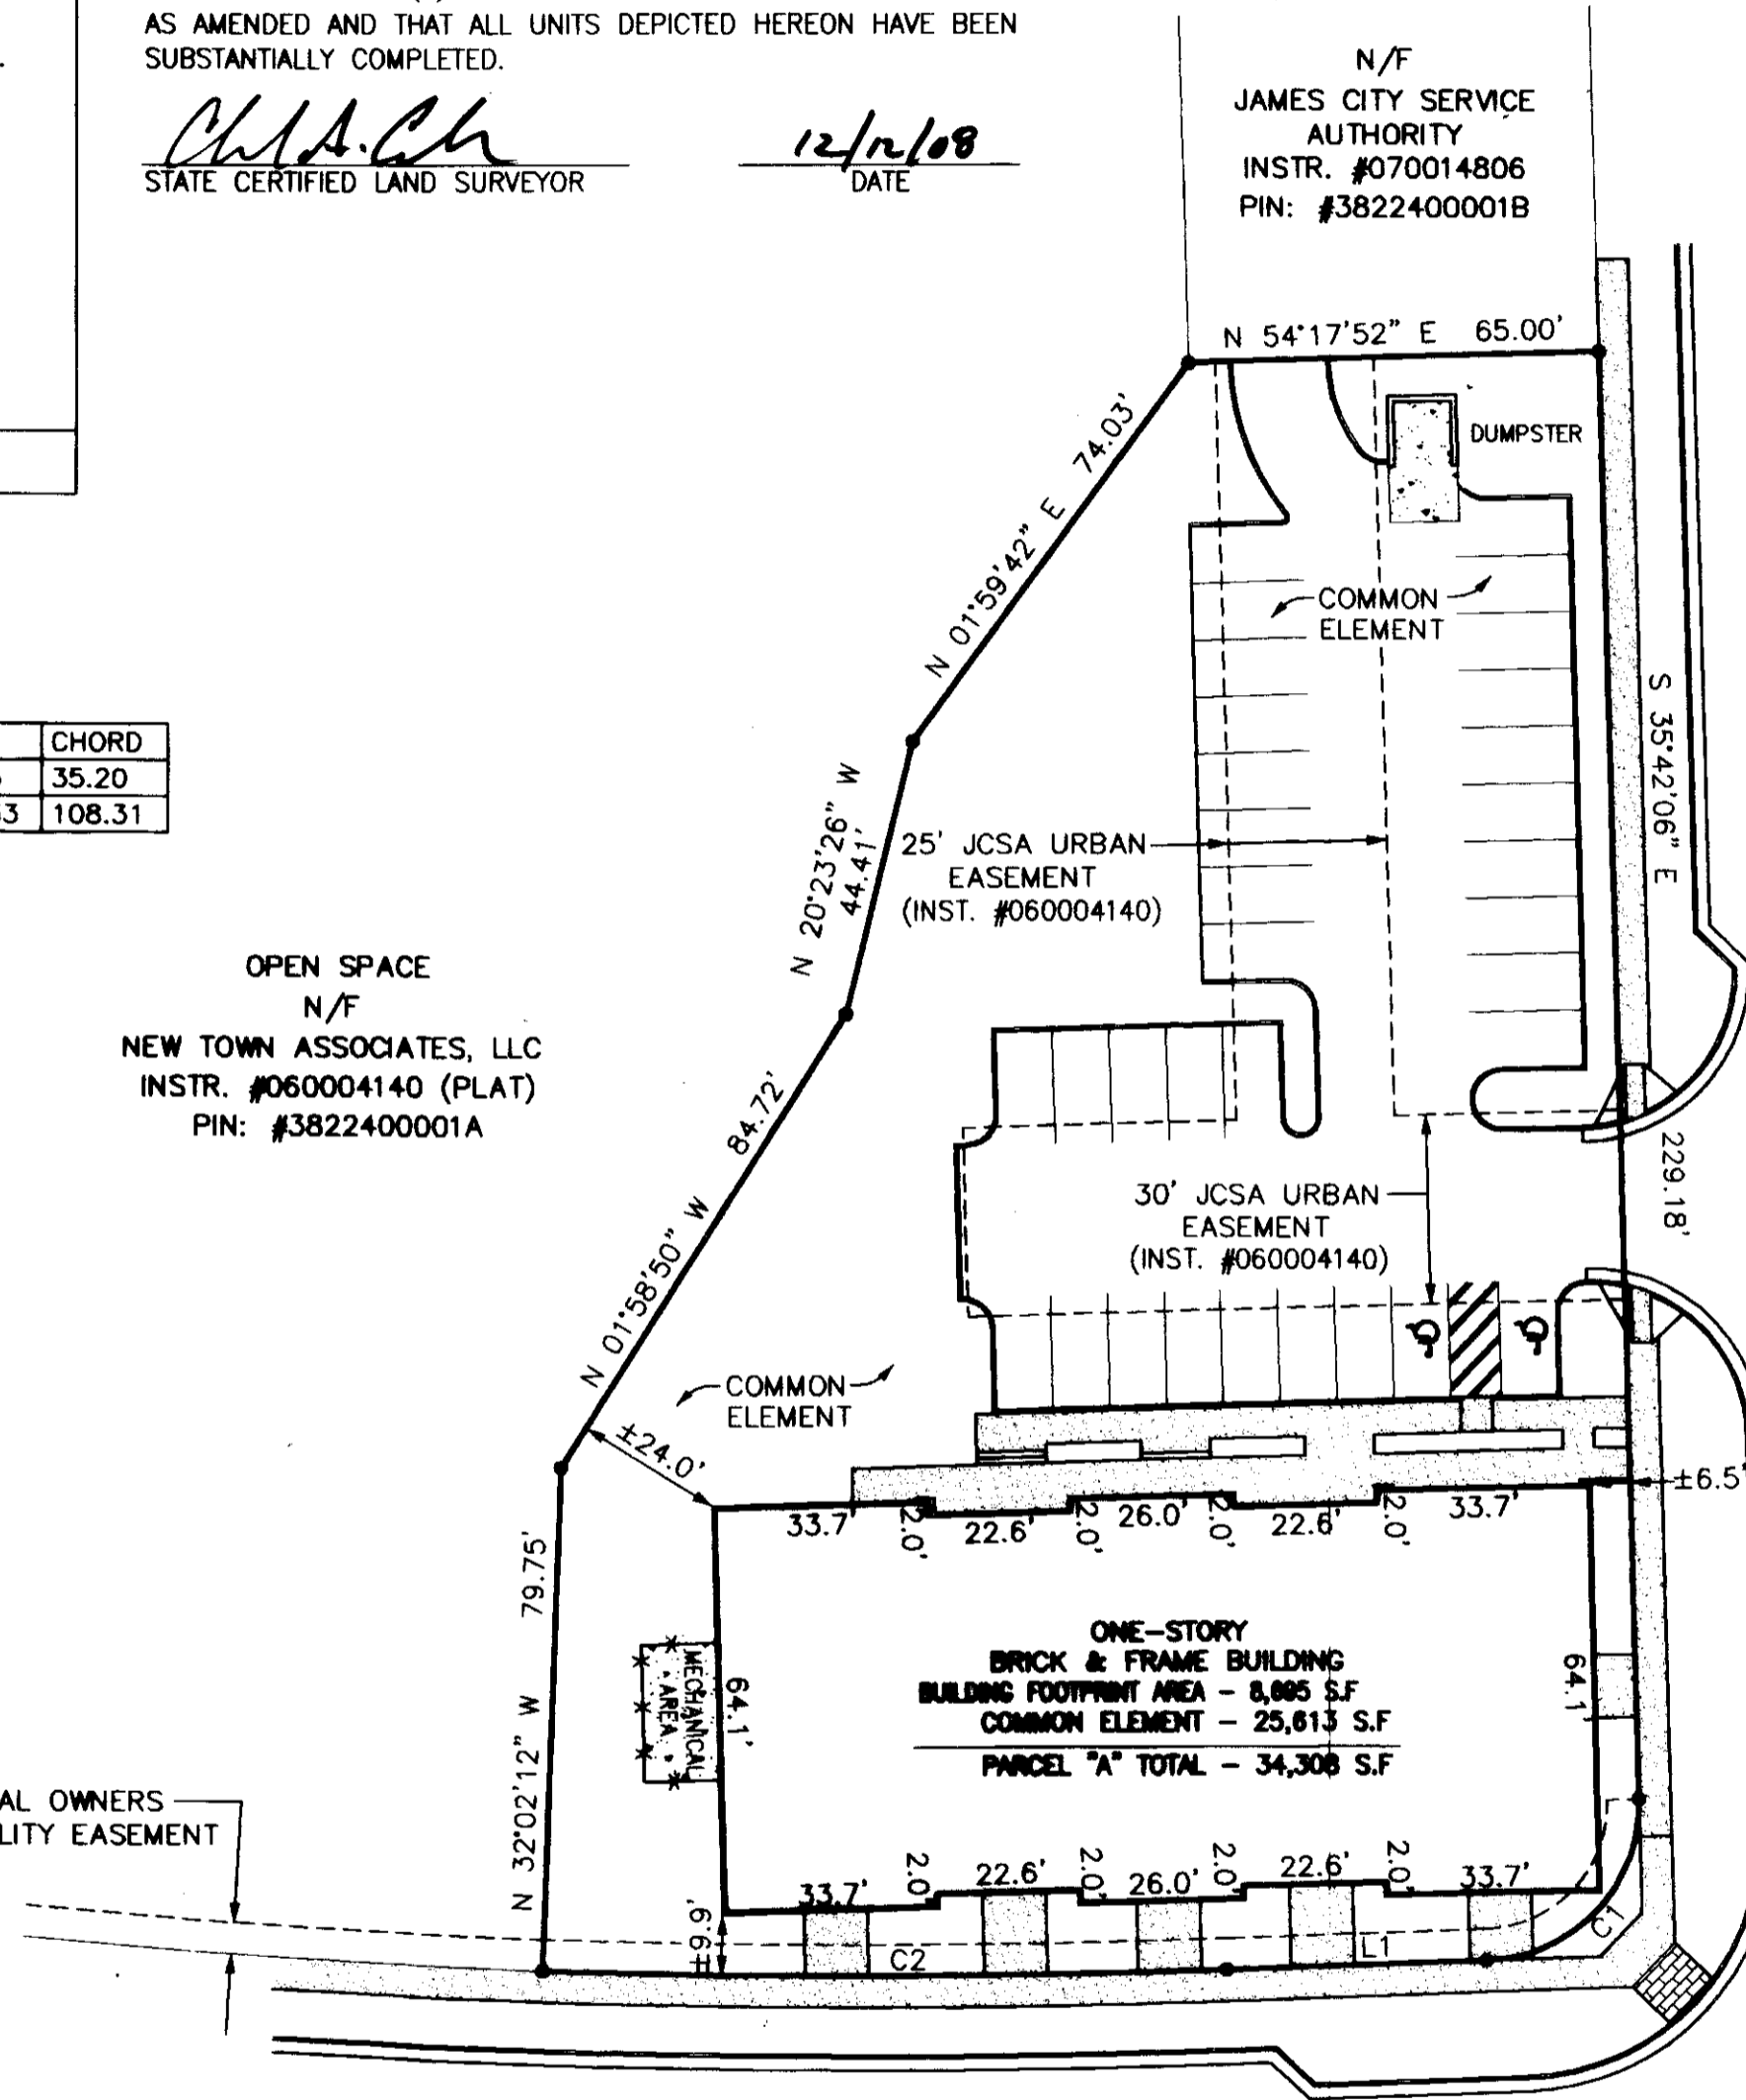 AS AMENDED AND THAT ALL UNITS DEPICTED HEREON HAVE BEEN
SUBSTANTIALLY COMPLETED.
12/12/08
STATE CERTIFIED LAND SURVEYOR
DATE
N/F
JAMES CITY SERVICE
AUTHORITY
INSTR. #070014806
PIN: #3822400001B
N 54°17'52" E 65.00'
DUMPSTER
N 01°59'42" E 74.03'
COMMON
ELEMENT
S 35°42'06" E
229.18'
CHORD
35.20
108.31
N 20°23'26" W
44.41'
25' JCSA URBAN
EASEMENT
(INST. #060004140)
OPEN SPACE
N/F
NEW TOWN ASSOCIATES, LLC
INSTR. #060004140 (PLAT)
PIN: #3822400001A
N 01°58'50" W 84.72'
30' JCSA URBAN
EASEMENT
(INST. #060004140)
COMMON
ELEMENT
±24.0'
±6.5'
33.7'
2.0'
22.6'
2.0'
26.0'
2.0'
22.6'
2.0'
33.7'
N 32°02'12" W 79.75'
MECHANICAL
AREA
64.1'
ONE-STORY
BRICK & FRAME BUILDING
BUILDING FOOTPRINT AREA - 8,695 S.F
COMMON ELEMENT - 25,613 S.F
PARCEL "A" TOTAL - 34,308 S.F
64.1'
AL OWNERS
LITY EASEMENT
33.7'
2.0'
22.6'
2.0'
26.0'
2.0'
22.6'
2.0'
33.7'
±9.9'
C2
L1
C1